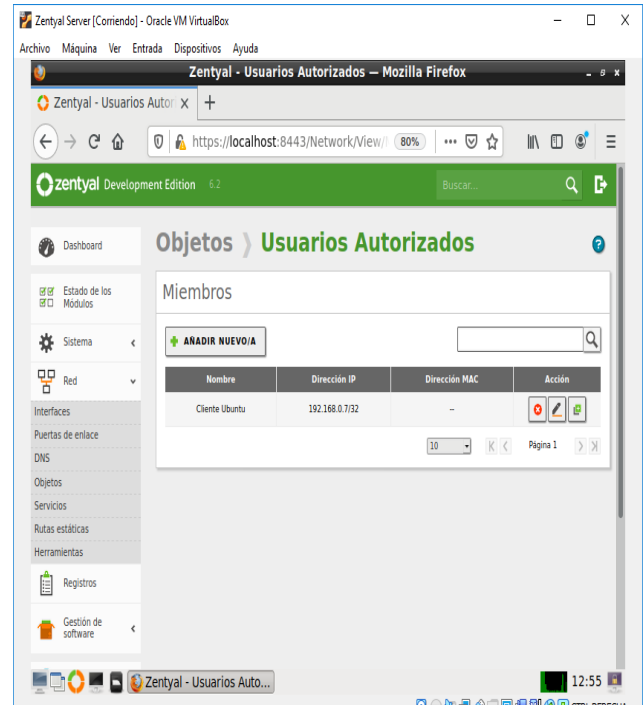 Zentyal Server [Corriendo] - Oracle VM VirtualBox
Archivo Máquina Ver Entrada Dispositivos Ayuda
Zentyal - Usuarios Autorizados — Mozilla Firefox
Zentyal - Usuarios Autor
https://localhost:8443/Network/View/ 80%
zentyal Development Edition 6.2
Buscar...
Dashboard
Objetos Usuarios Autorizados
Estado de los Módulos
Miembros
Sistema
AÑADIR NUEVO/A
Red
Nombre Dirección IP Dirección MAC Acción
Cliente Ubuntu 192.168.0.7/32 --
Interfaces
Puertas de enlace
10 Página 1
DNS
Objetos
Servicios
Rutas estáticas
Herramientas
Registros
Gestión de software
Zentyal - Usuarios Auto... 12:55
CTRL DERECHA